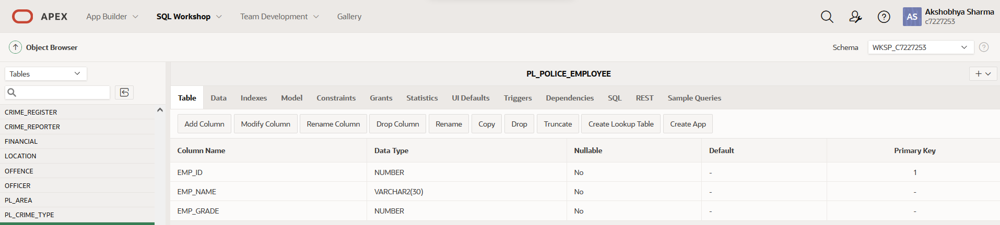 APEX App Builder SQL Workshop Team Development Gallery AS Akshobhya Sharma
c7227253
Object Browser Schema WKSP_C7227253
Tables PL_POLICE_EMPLOYEE
Table Data Indexes Model Constraints Grants Statistics UI Defaults Triggers Dependencies SQL REST Sample Queries
CRIME_REGISTER
CRIME_REPORTER
FINANCIAL
LOCATION
OFFENCE
OFFICER
PL_AREA
PL_CRIME_TYPE
Add Column Modify Column Rename Column Drop Column Rename Copy Drop Truncate Create Lookup Table Create App
Column Name Data Type Nullable Default Primary Key
EMP_ID NUMBER No - 1
EMP_NAME VARCHAR2(30) No - -
EMP_GRADE NUMBER No - -